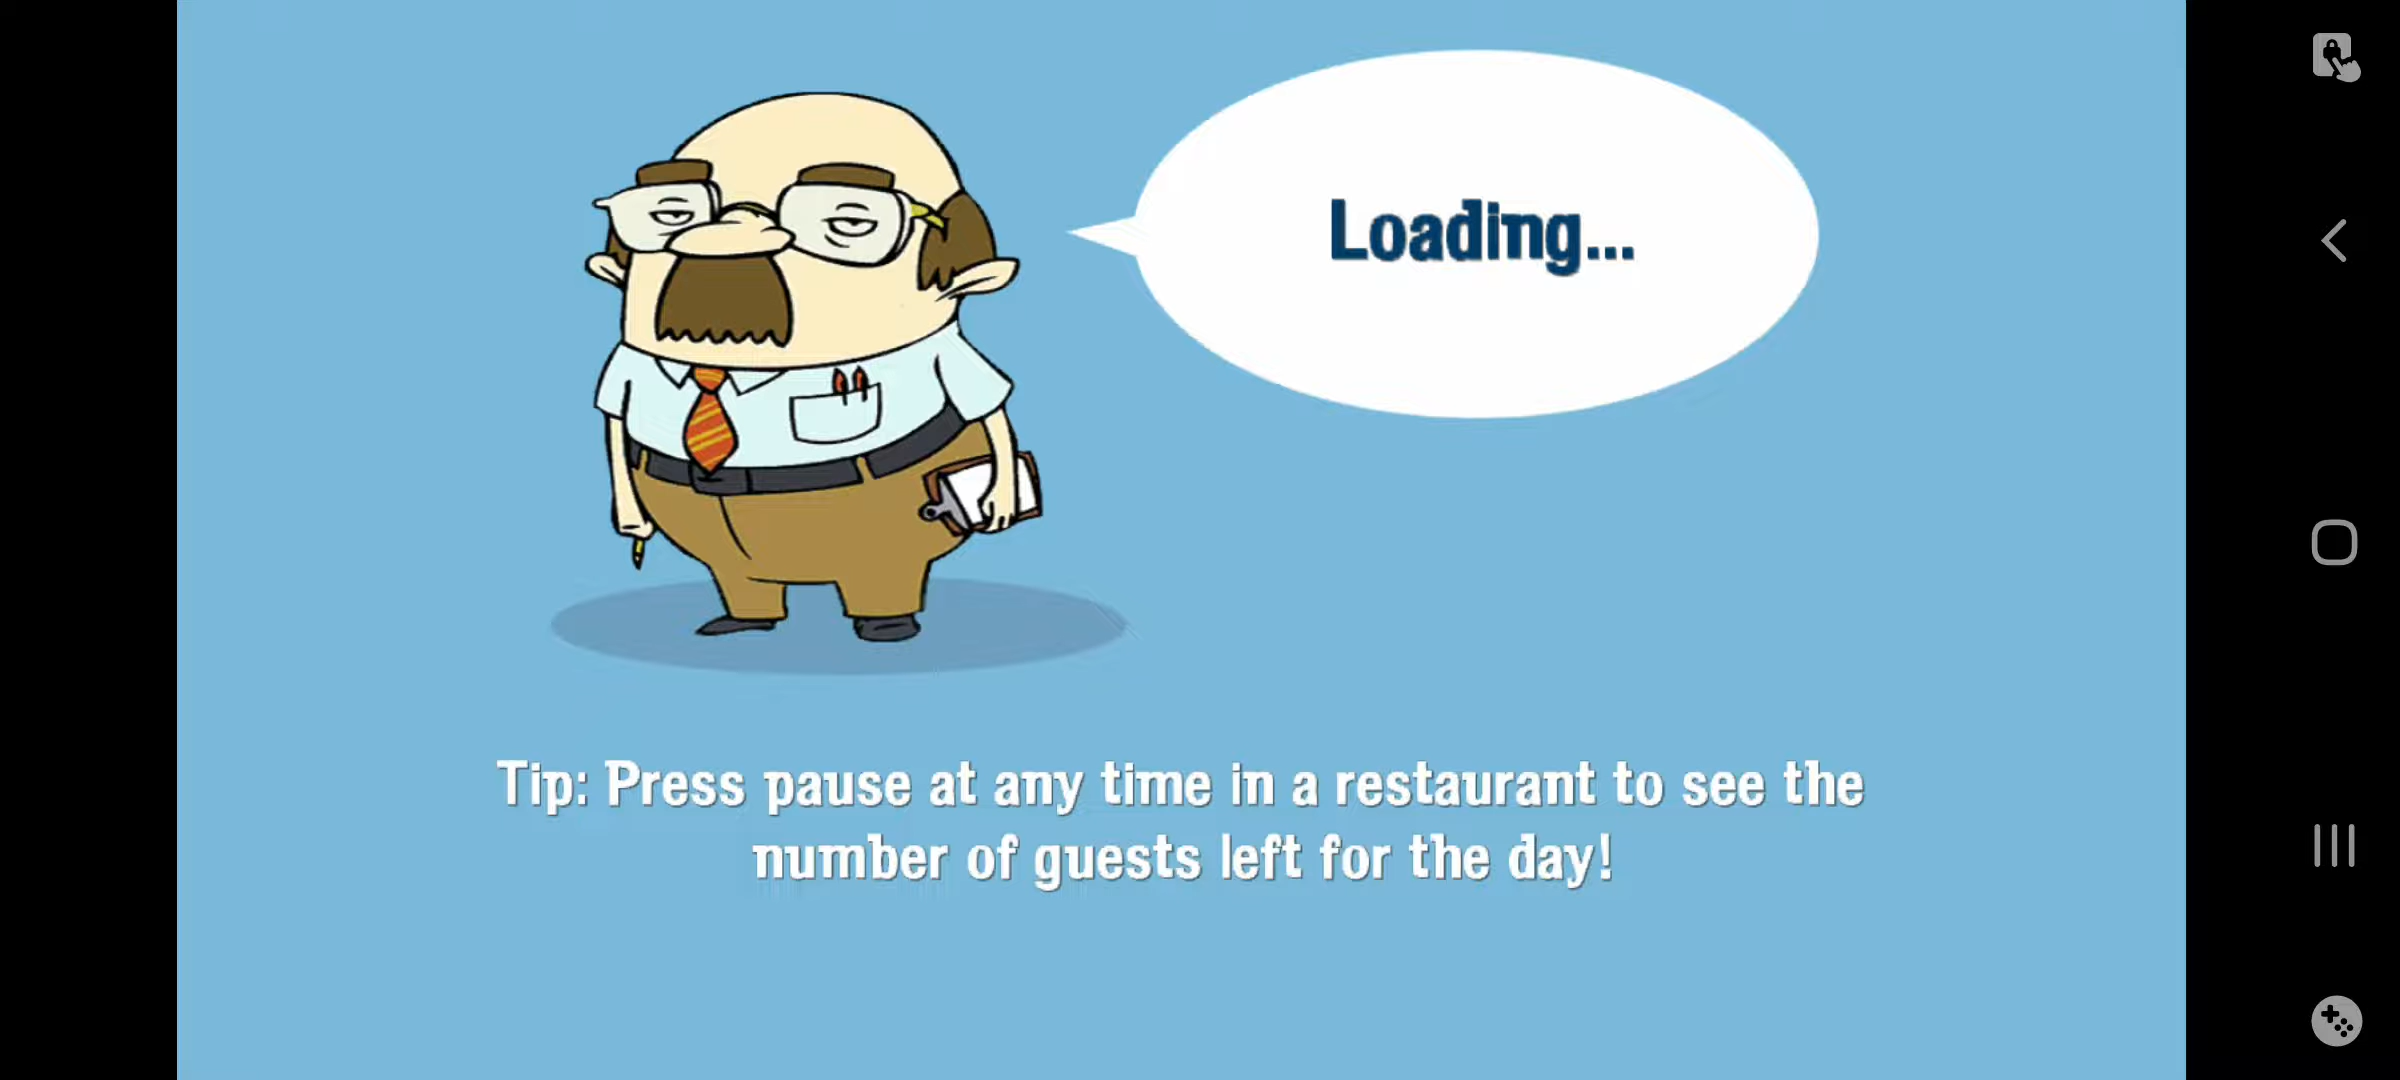 Loading...
Tip: Press pause at any time in a restaurant to see the
number of guests left for the day!